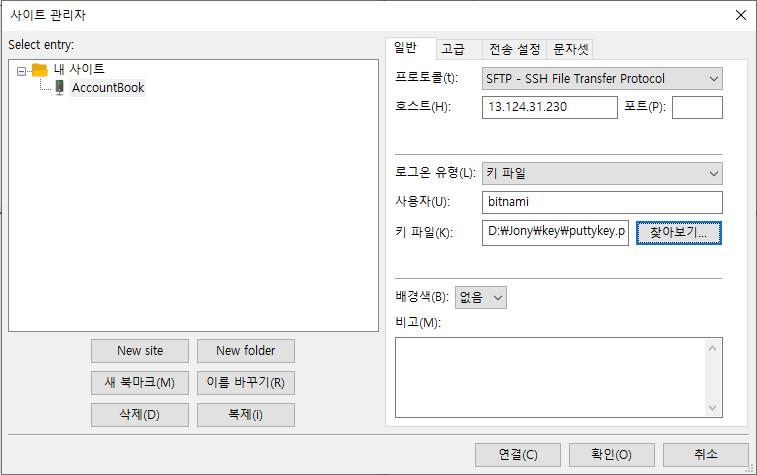 사이트 관리자
Select entry:
내 사이트
AccountBook
New site
New folder
새 북마크(M)
이름 바꾸기(R)
삭제(D)
복제(i)
일반
고급
전송 설정
문자셋
프로토콜(t):
SFTP - SSH File Transfer Protocol
호스트(H):
13.124.31.230
포트(P):
로그온 유형(L):
키 파일
사용자(U):
bitnami
키 파일(K):
D:₩Jony₩key₩puttykey.p
찾아보기...
배경색(B):
없음
비고(M):
연결(C)
확인(O)
취소